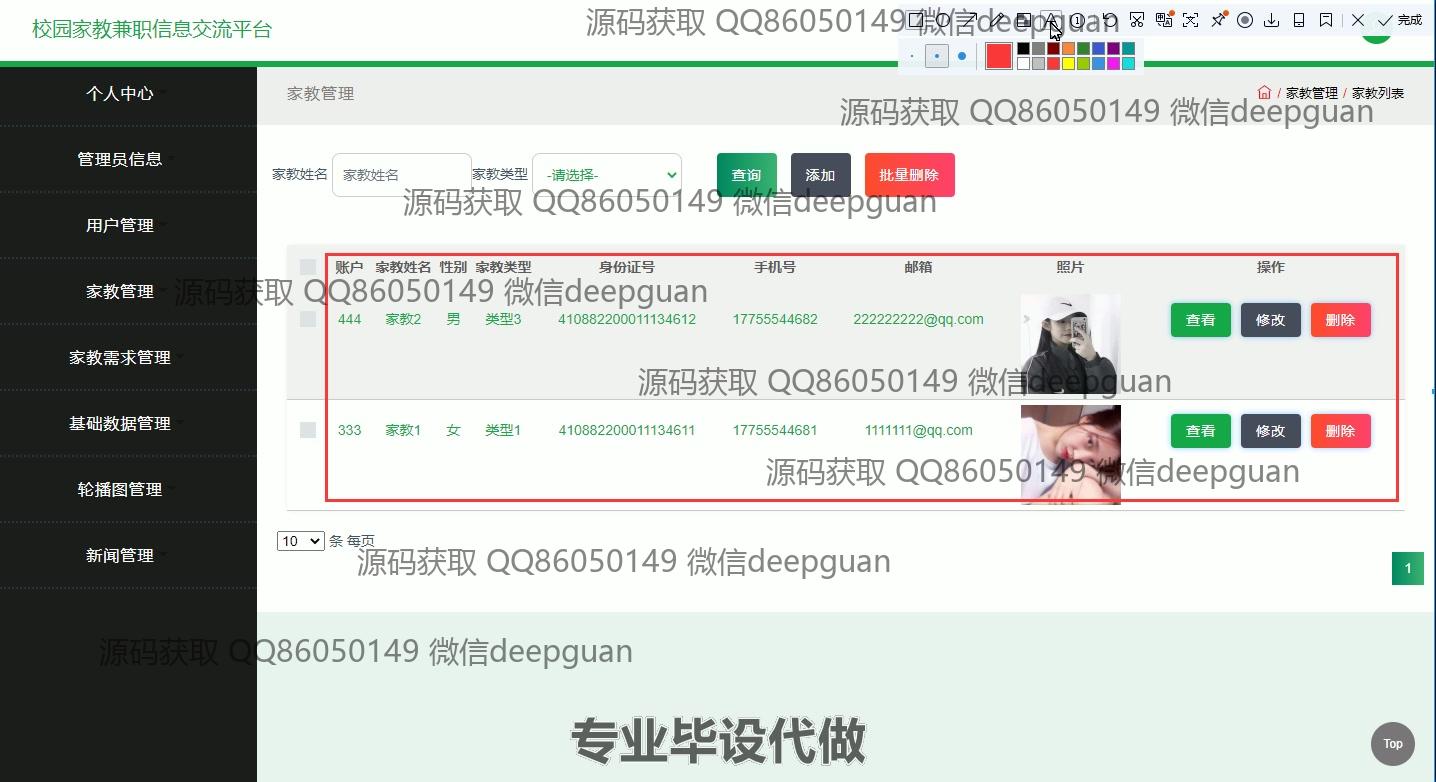 校园家教兼职信息交流平台
源码获取 QQ86050149 微信deepguan
完成
个人中心
家教管理
/ 家教管理 / 家教列表
源码获取 QQ86050149 微信deepguan
管理员信息
家教姓名 家教姓名 家教类型 -请选择- 查询 添加 批量删除
源码获取 QQ86050149 微信deepguan
用户管理
账户 家教姓名 性别 家教类型 身份证号 手机号 邮箱 照片 操作
家教管理
源码获取 QQ86050149 微信deepguan
444 家教2 男 类型3 410882200011134612 17755544682 222222222@qq.com 查看 修改 删除
家教需求管理
源码获取 QQ86050149 微信deepguan
基础数据管理
333 家教1 女 类型1 410882200011134611 17755544681 1111111@qq.com 查看 修改 删除
源码获取 QQ86050149 微信deepguan
轮播图管理
10 条 每页
新闻管理
源码获取 QQ86050149 微信deepguan
1
源码获取 QQ86050149 微信deepguan
专业毕设代做
Top